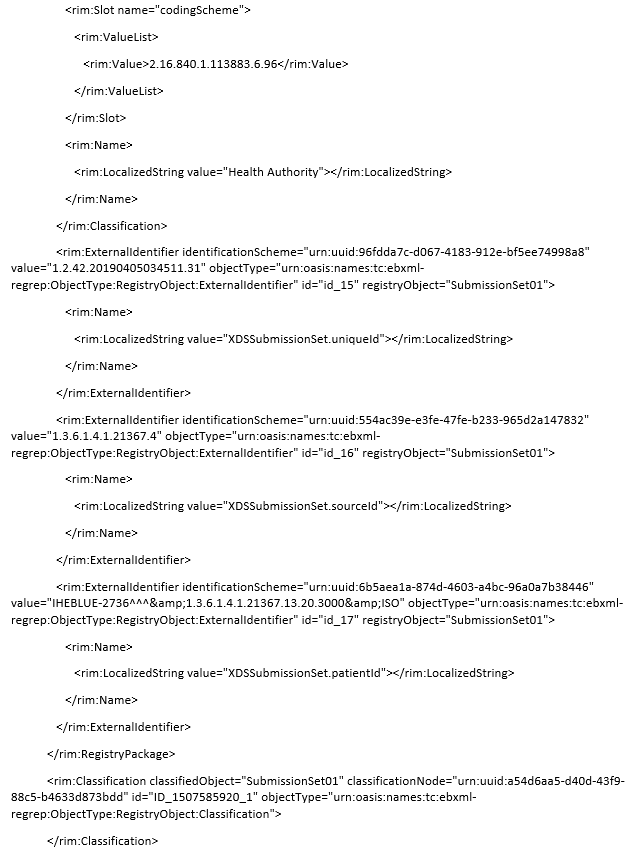 <rim:Slot name="codingScheme">
<rim:ValueList>
<rim:Value>2.16.840.1.113883.6.96</rim:Value>
</rim:ValueList>
</rim:Slot>
<rim:Name>
<rim:LocalizedString value="Health Authority"></rim:LocalizedString>
</rim:Name>
</rim:Classification>
<rim:ExternalIdentifier identificationScheme="urn:uuid:96fdda7c-d067-4183-912e-bf5ee74998a8"
value="1.2.42.20190405034511.31" objectType="urn:oasis:names:tc:ebxml-
regrep:ObjectType:RegistryObject:ExternalIdentifier" id="id_15" registryObject="SubmissionSet01">
<rim:Name>
<rim:LocalizedString value="XDSSubmissionSet.uniqueId"></rim:LocalizedString>
</rim:Name>
</rim:ExternalIdentifier>
<rim:ExternalIdentifier identificationScheme="urn:uuid:554ac39e-e3fe-47fe-b233-965d2a147832"
value="1.3.6.1.4.1.21367.4" objectType="urn:oasis:names:tc:ebxml-
regrep:ObjectType:RegistryObject:ExternalIdentifier" id="id_16" registryObject="SubmissionSet01">
<rim:Name>
<rim:LocalizedString value="XDSSubmissionSet.sourceId"></rim:LocalizedString>
</rim:Name>
</rim:ExternalIdentifier>
<rim:ExternalIdentifier identificationScheme="urn:uuid:6b5aea1a-874d-4603-a4bc-96a0a7b38446"
value="IHEBLUE-2736^^^&amp;1.3.6.1.4.1.21367.13.20.3000&amp;ISO" objectType="urn:oasis:names:tc:ebxml-
regrep:ObjectType:RegistryObject:ExternalIdentifier" id="id_17" registryObject="SubmissionSet01">
<rim:Name>
<rim:LocalizedString value="XDSSubmissionSet.patientId"></rim:LocalizedString>
</rim:Name>
</rim:ExternalIdentifier>
</rim:RegistryPackage>
<rim:Classification classifiedObject="SubmissionSet01" classificationNode="urn:uuid:a54d6aa5-d40d-43f9-
88c5-b4633d873bdd" id="ID_1507585920_1" objectType="urn:oasis:names:tc:ebxml-
regrep:ObjectType:RegistryObject:Classification">
</rim:Classification>